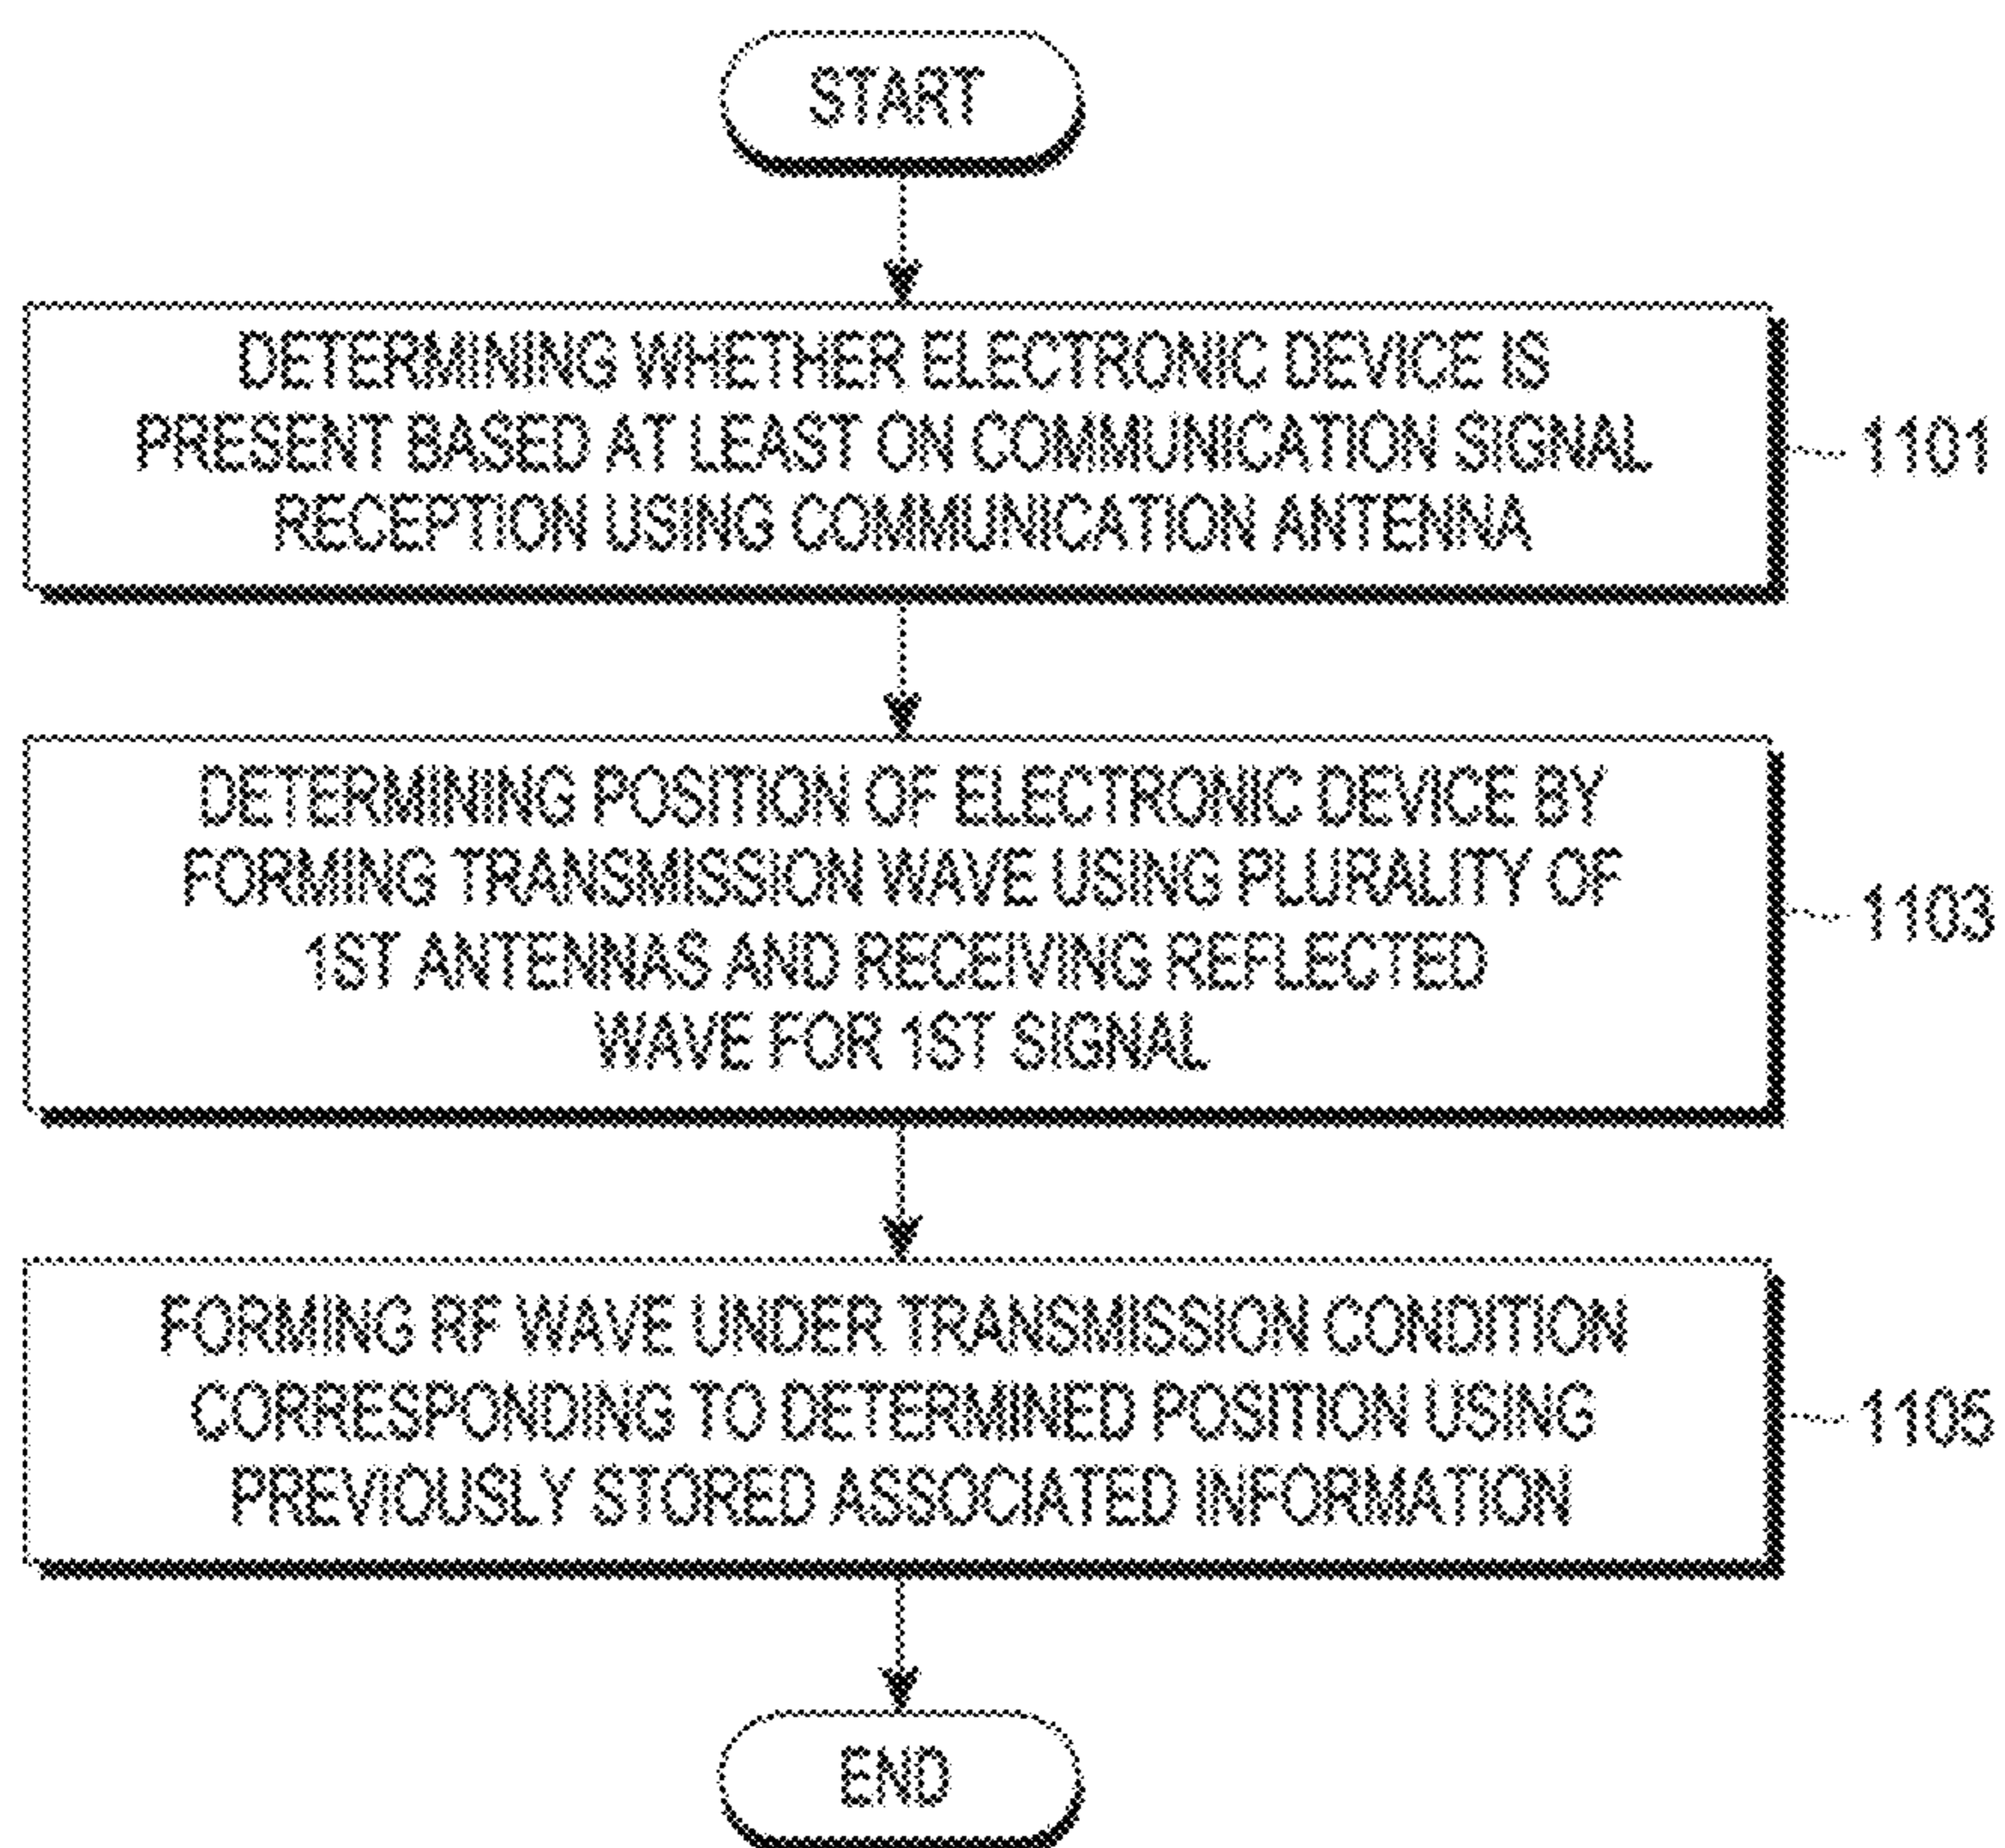 START
DETERMINING WHETHER ELECTRONIC DEVICE IS
PRESENT BASED AT LEAST ON COMMUNICATION SIGNAL
RECEPTION USING COMMUNICATION ANTENNA
1101
DETERMINING POSITION OF ELECTRONIC DEVICE BY
FORMING TRANSMISSION WAVE USING PLURALITY OF
1ST ANTENNAS AND RECEIVING REFLECTED
WAVE FOR 1ST SIGNAL
1103
FORMING RF WAVE UNDER TRANSMISSION CONDITION
CORRESPONDING TO DETERMINED POSITION USING
PREVIOUSLY STORED ASSOCIATED INFORMATION
1105
END